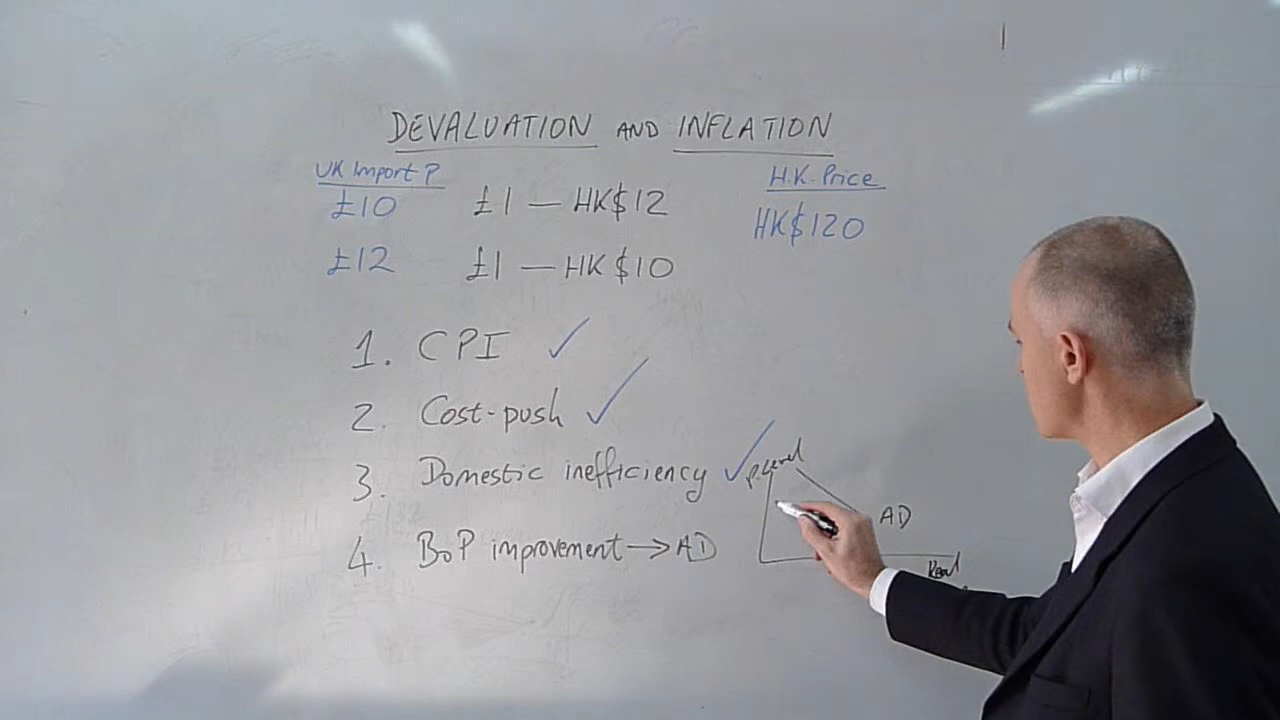 DEVALUATION AND INFLATION
UK Import P
H.K. Price
£10 £1 — HK$12
HK$120
£12 £1 — HK$10
1. CPI ✓
2. Cost-push ✓
3. Domestic inefficiency ✓
P. Level
AD
4. BoP improvement → AD
Real